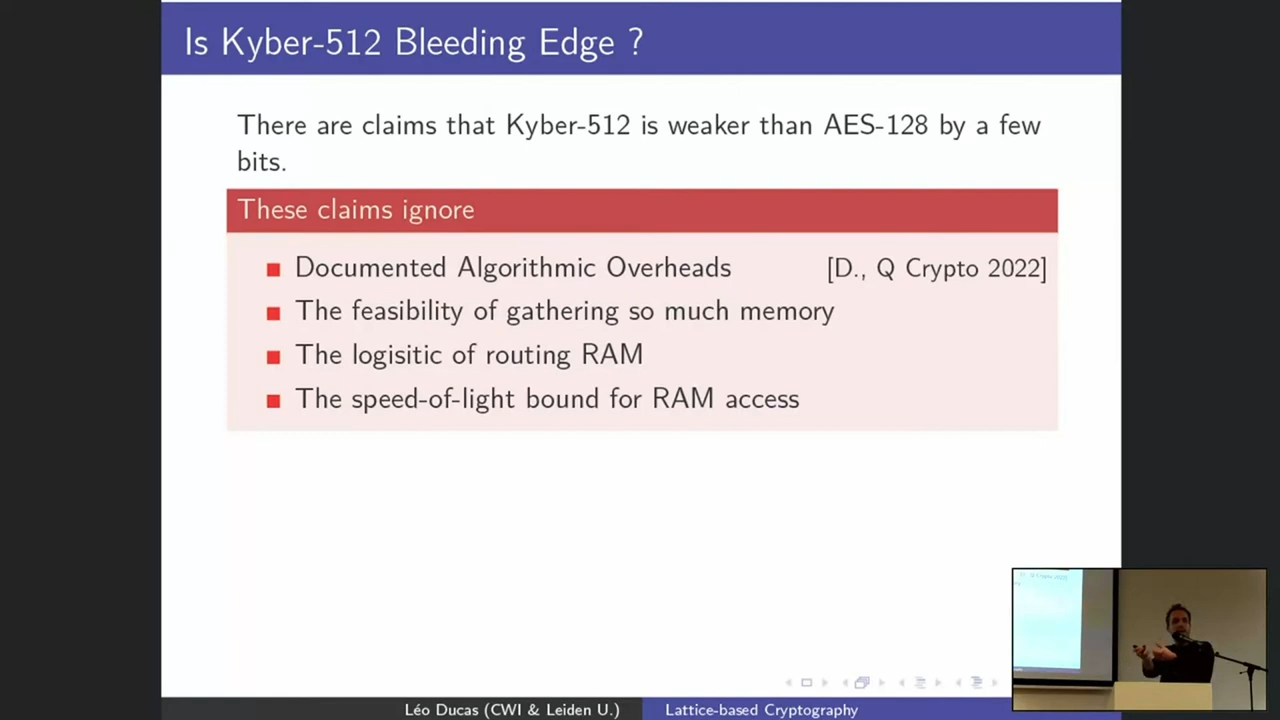 Is Kyber-512 Bleeding Edge ?
There are claims that Kyber-512 is weaker than AES-128 by a few
bits.
These claims ignore
Documented Algorithmic Overheads [D., Q Crypto 2022]
The feasibility of gathering so much memory
The logisitic of routing RAM
The speed-of-light bound for RAM access
Léo Ducas (CWI & Leiden U.) Lattice-based Cryptography